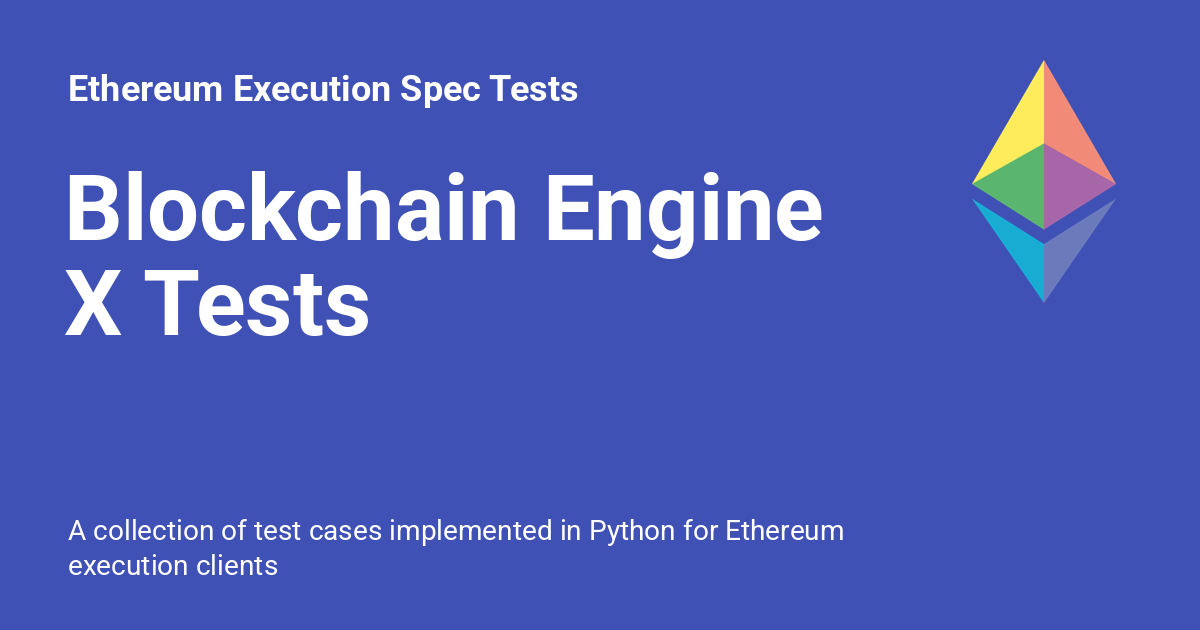 Ethereum Execution Spec Tests
Blockchain Engine
X Tests
A collection of test cases implemented in Python for Ethereum
execution clients